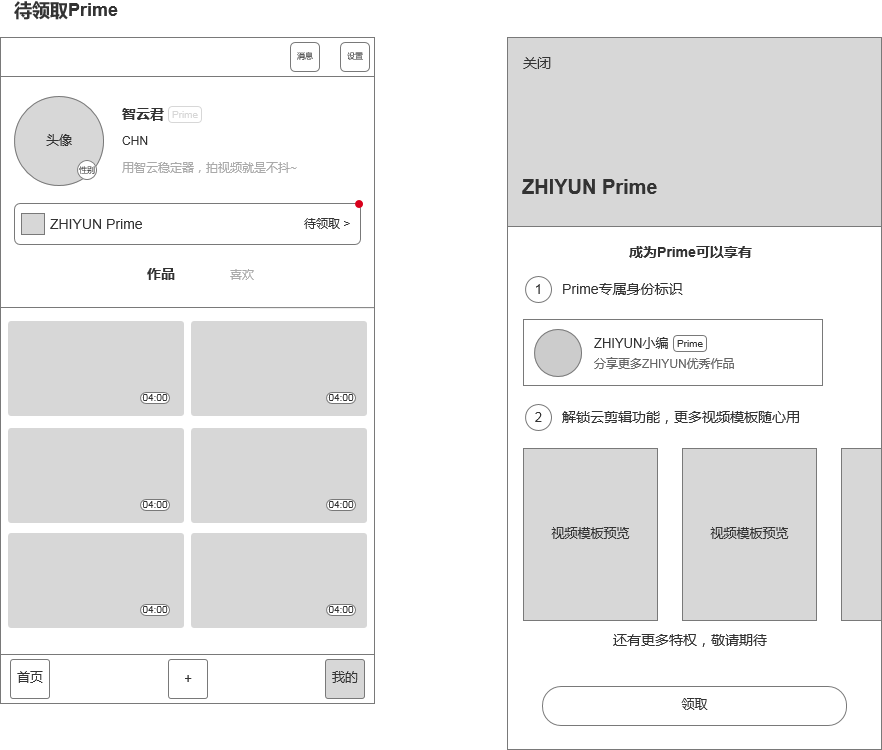 待领取Prime
消息
设置
头像
性别
智云君 Prime
CHN
用智云稳定器，拍视频就是不抖~
ZHIYUN Prime
待领取 >
作品
喜欢
04:00
04:00
04:00
04:00
04:00
04:00
首页
+
我的
关闭
ZHIYUN Prime
成为Prime可以享有
1 Prime专属身份标识
ZHIYUN小编 Prime
分享更多ZHIYUN优秀作品
2 解锁云剪辑功能，更多视频模板随心用
视频模板预览
视频模板预览
还有更多特权，敬请期待
领取